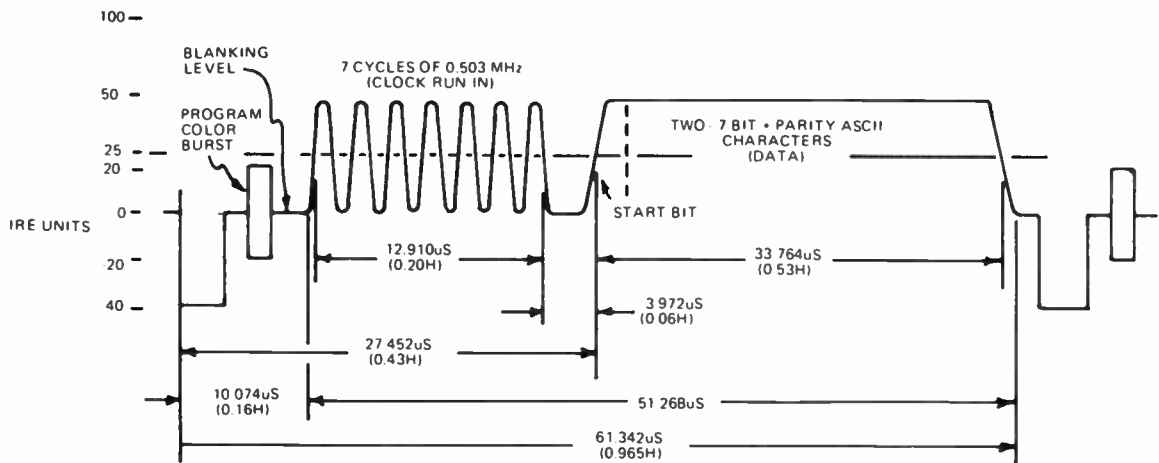 100
BLANKING
LEVEL
7 CYCLES OF 0.503 MHz
(CLOCK RUN IN)
50
PROGRAM
COLOR
BURST
TWO - 7 BIT + PARITY ASCII
CHARACTERS
(DATA)
25
20
START BIT
0
IRE UNITS
12.910uS
(0.20H)
33 764uS
(0.53H)
-20
3 972uS
(0 06H)
40
27 452uS
(0.43H)
10 074uS
(0.16H)
51 268uS
61.342uS
(0.965H)